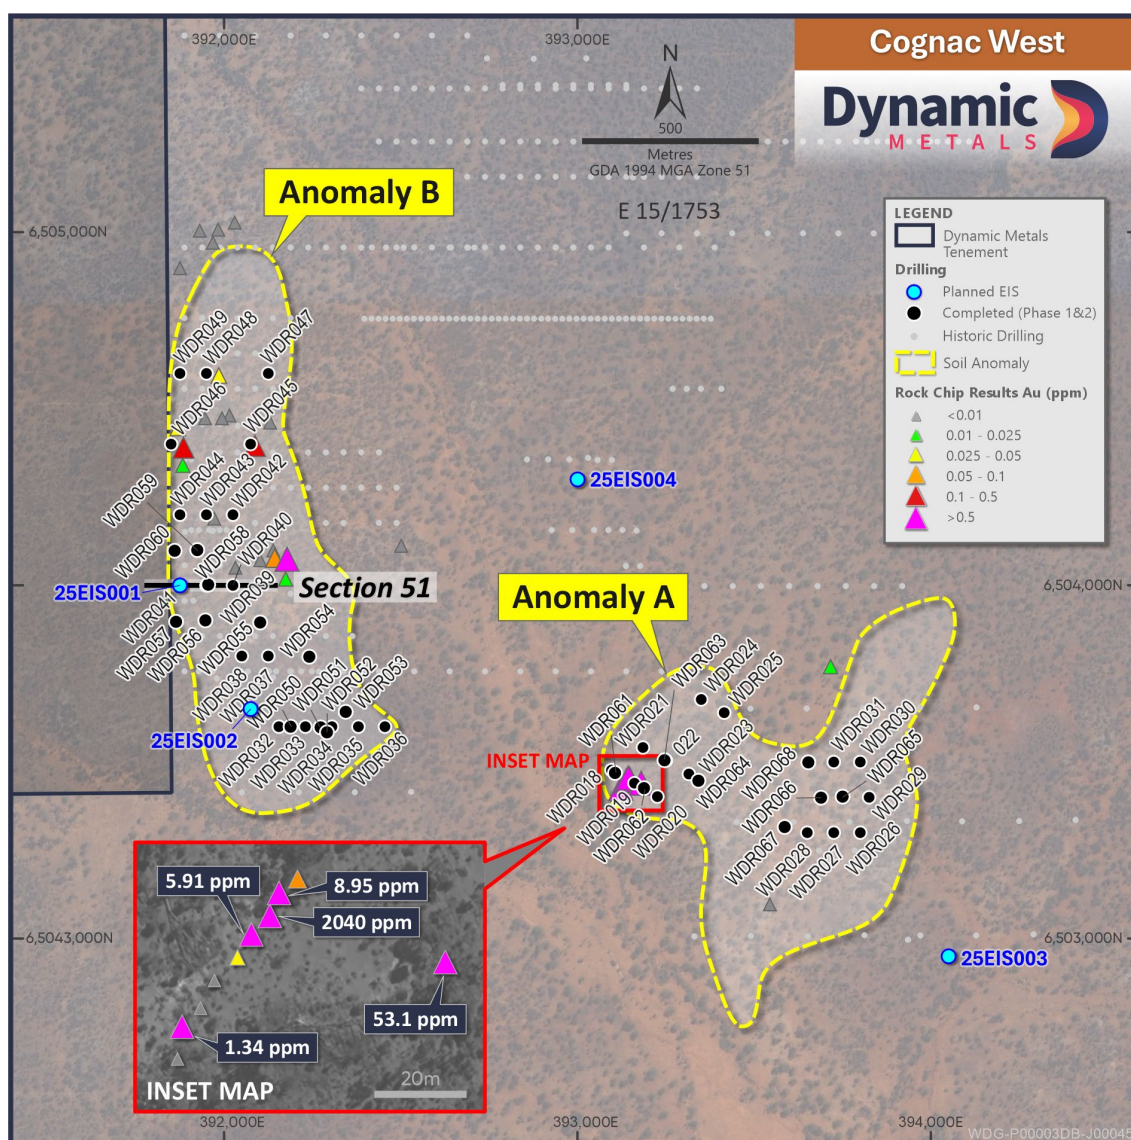 392,000E
393,000E
Cognac West
Dynamic
METALS
N
500
Metres
GDA 1994 MGA Zone 51
E 15/1753
Anomaly B
6,505,000N
LEGEND
Dynamic Metals
Tenement
Drilling
Planned EIS
Completed (Phase 1&2)
Historic Drilling
Soil Anomaly
Rock Chip Results Au (ppm)
<0.01
0.01 - 0.025
0.025 - 0.05
0.05 - 0.1
0.1 - 0.5
>0.5
WDR049
WDR048
WDR047
WDR046
WDR045
WDR044
WDR043
WDR042
WDR059
WDR060
WDR058
WDR040
25EIS004
25EIS001
Section 51
WDR041
WDR039
6,504,000N
Anomaly A
WDR057
WDR056
WDR055
WDR054
WDR038
WDR037
WDR050
WDR051
WDR052
WDR053
25EIS002
WDR032
WDR033
WDR034
WDR035
WDR036
WDR063
WDR024
WDR025
WDR061
WDR021
022
WDR023
WDR064
INSET MAP
WDR018
WDR019
WDR062
WDR020
WDR031
WDR030
WDR068
WDR065
WDR066
WDR029
WDR067
WDR028
WDR027
WDR026
5.91 ppm
8.95 ppm
2040 ppm
53.1 ppm
1.34 ppm
INSET MAP
20m
6,5043,000N
6,503,000N
25EIS003
392,000E
393,000E
394,000E
WDG-P00003DB-J00045